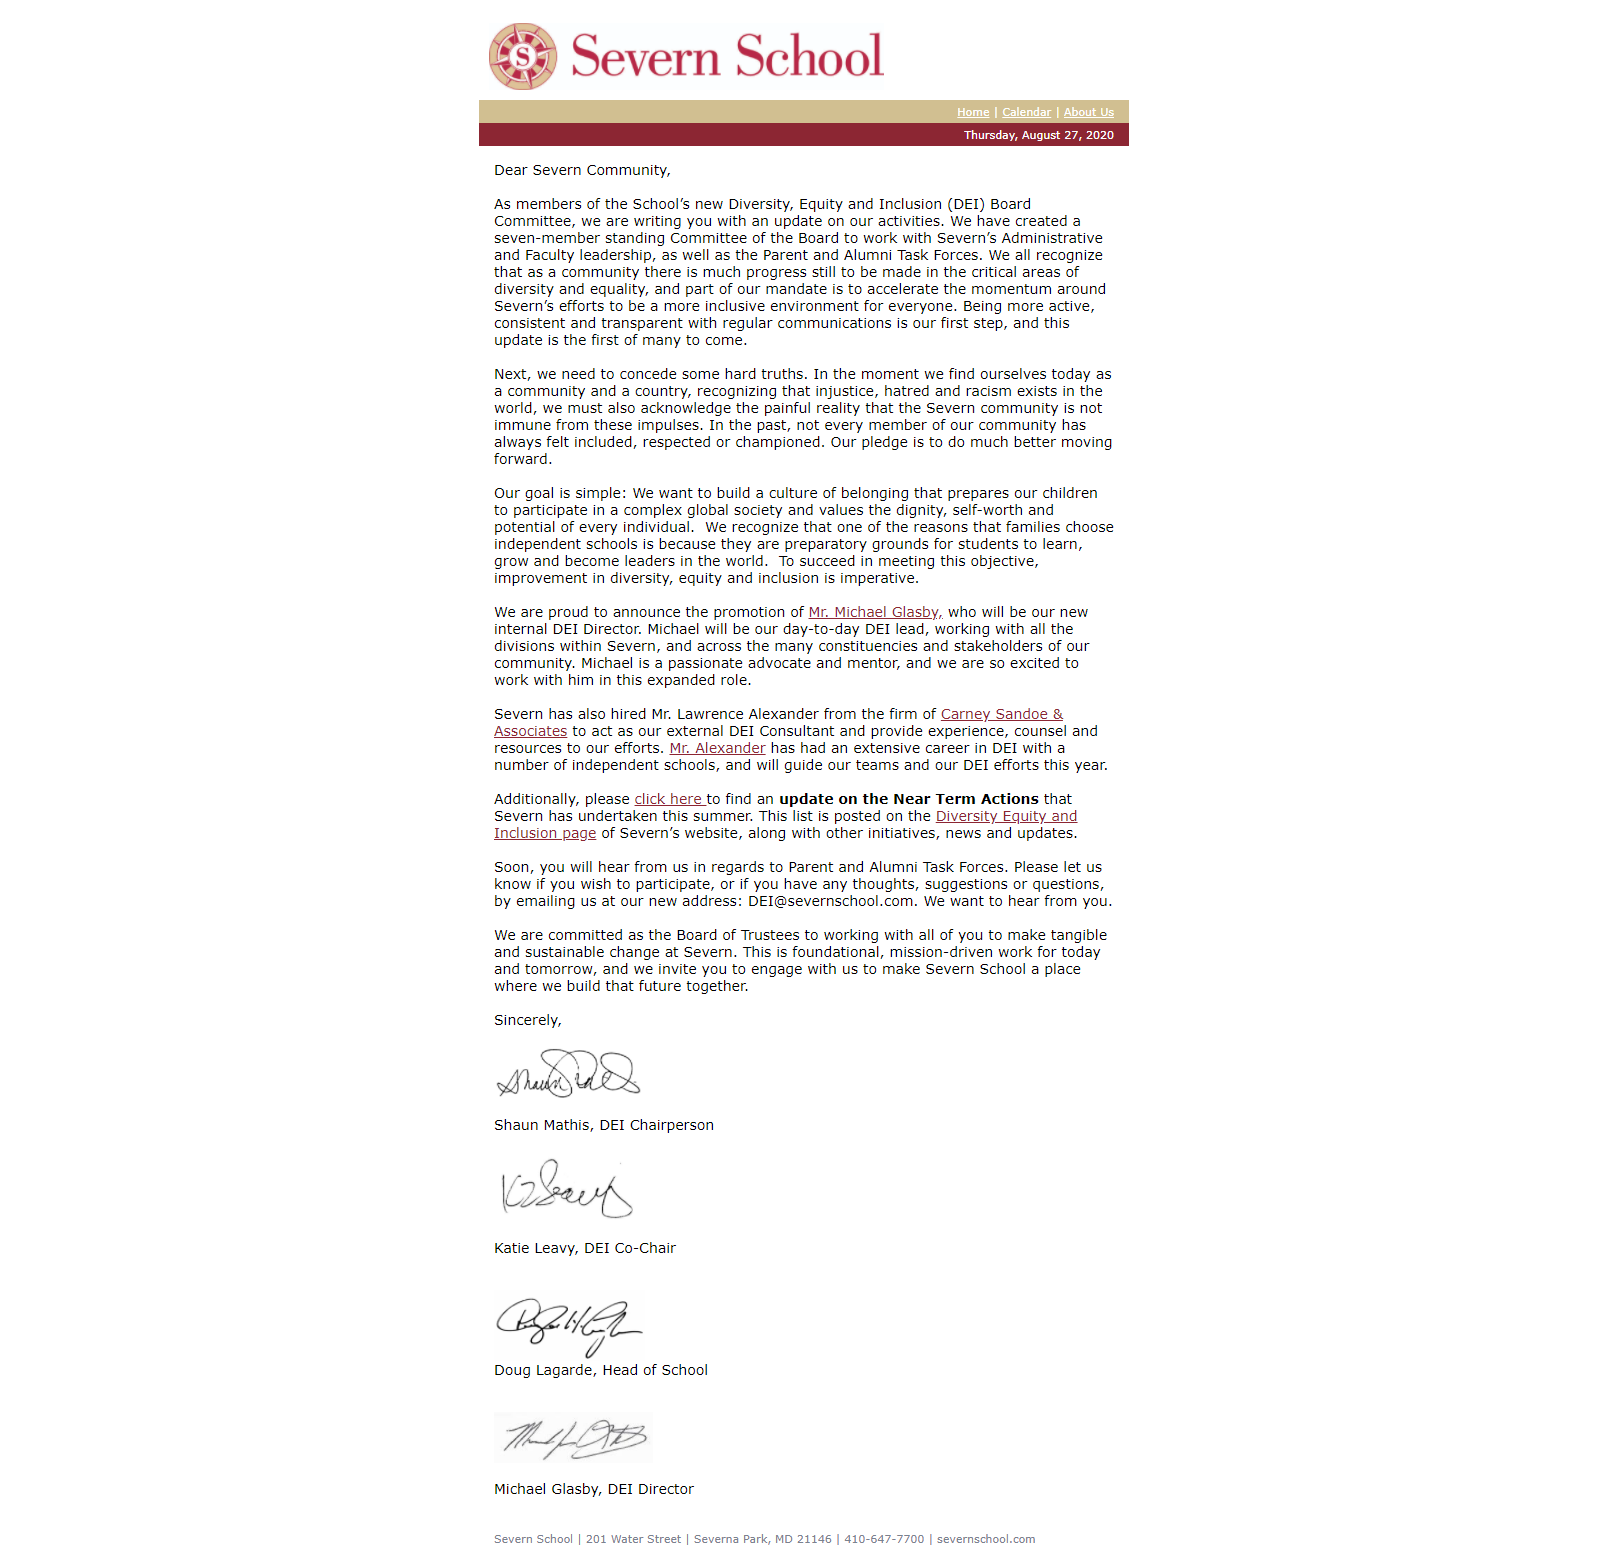 S
Severn School
Home | Calendar | About Us
Thursday, August 27, 2020
Dear Severn Community,
As members of the School’s new Diversity, Equity and Inclusion (DEI) Board
Committee, we are writing you with an update on our activities. We have created a
seven-member standing Committee of the Board to work with Severn’s Administrative
and Faculty leadership, as well as the Parent and Alumni Task Forces. We all recognize
that as a community there is much progress still to be made in the critical areas of
diversity and equality, and part of our mandate is to accelerate the momentum around
Severn’s efforts to be a more inclusive environment for everyone. Being more active,
consistent and transparent with regular communications is our first step, and this
update is the first of many to come.
Next, we need to concede some hard truths. In the moment we find ourselves today as
a community and a country, recognizing that injustice, hatred and racism exists in the
world, we must also acknowledge the painful reality that the Severn community is not
immune from these impulses. In the past, not every member of our community has
always felt included, respected or championed. Our pledge is to do much better moving
forward.
Our goal is simple: We want to build a culture of belonging that prepares our children
to participate in a complex global society and values the dignity, self-worth and
potential of every individual.  We recognize that one of the reasons that families choose
independent schools is because they are preparatory grounds for students to learn,
grow and become leaders in the world.  To succeed in meeting this objective,
improvement in diversity, equity and inclusion is imperative.
We are proud to announce the promotion of Mr. Michael Glasby, who will be our new
internal DEI Director. Michael will be our day-to-day DEI lead, working with all the
divisions within Severn, and across the many constituencies and stakeholders of our
community. Michael is a passionate advocate and mentor, and we are so excited to
work with him in this expanded role.
Severn has also hired Mr. Lawrence Alexander from the firm of Carney Sandoe &
Associates to act as our external DEI Consultant and provide experience, counsel and
resources to our efforts. Mr. Alexander has had an extensive career in DEI with a
number of independent schools, and will guide our teams and our DEI efforts this year.
Additionally, please click here to find an update on the Near Term Actions that
Severn has undertaken this summer. This list is posted on the Diversity Equity and
Inclusion page of Severn’s website, along with other initiatives, news and updates.
Soon, you will hear from us in regards to Parent and Alumni Task Forces. Please let us
know if you wish to participate, or if you have any thoughts, suggestions or questions,
by emailing us at our new address: DEI@severnschool.com. We want to hear from you.
We are committed as the Board of Trustees to working with all of you to make tangible
and sustainable change at Severn. This is foundational, mission-driven work for today
and tomorrow, and we invite you to engage with us to make Severn School a place
where we build that future together.
Sincerely,
Shaun Mathis, DEI Chairperson
Katie Leavy, DEI Co-Chair
Doug Lagarde, Head of School
Michael Glasby, DEI Director
Severn School | 201 Water Street | Severna Park, MD 21146 | 410-647-7700 | severnschool.com